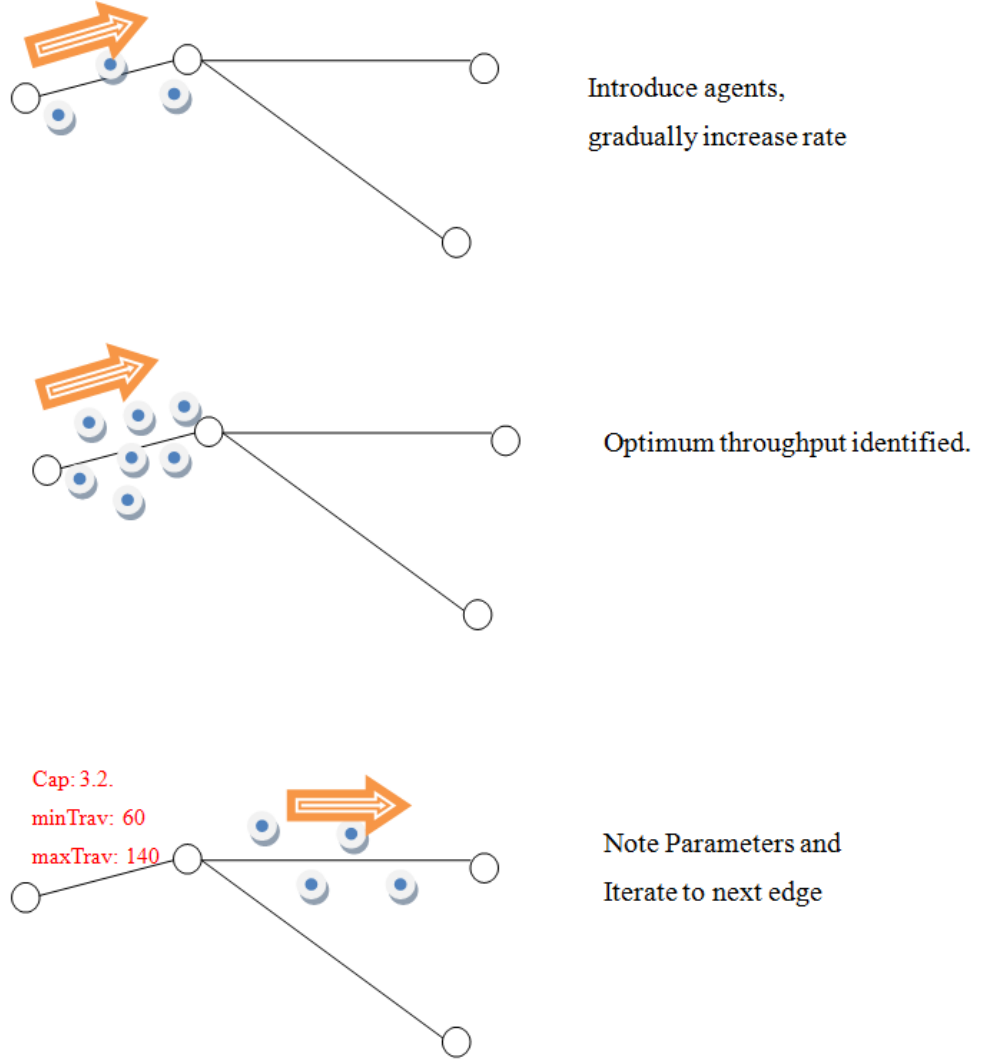 Introduce agents,
gradually increase rate
Optimum throughput identified.
Cap: 3.2.
minTrav: 60
maxTrav: 140
Note Parameters and
Iterate to next edge